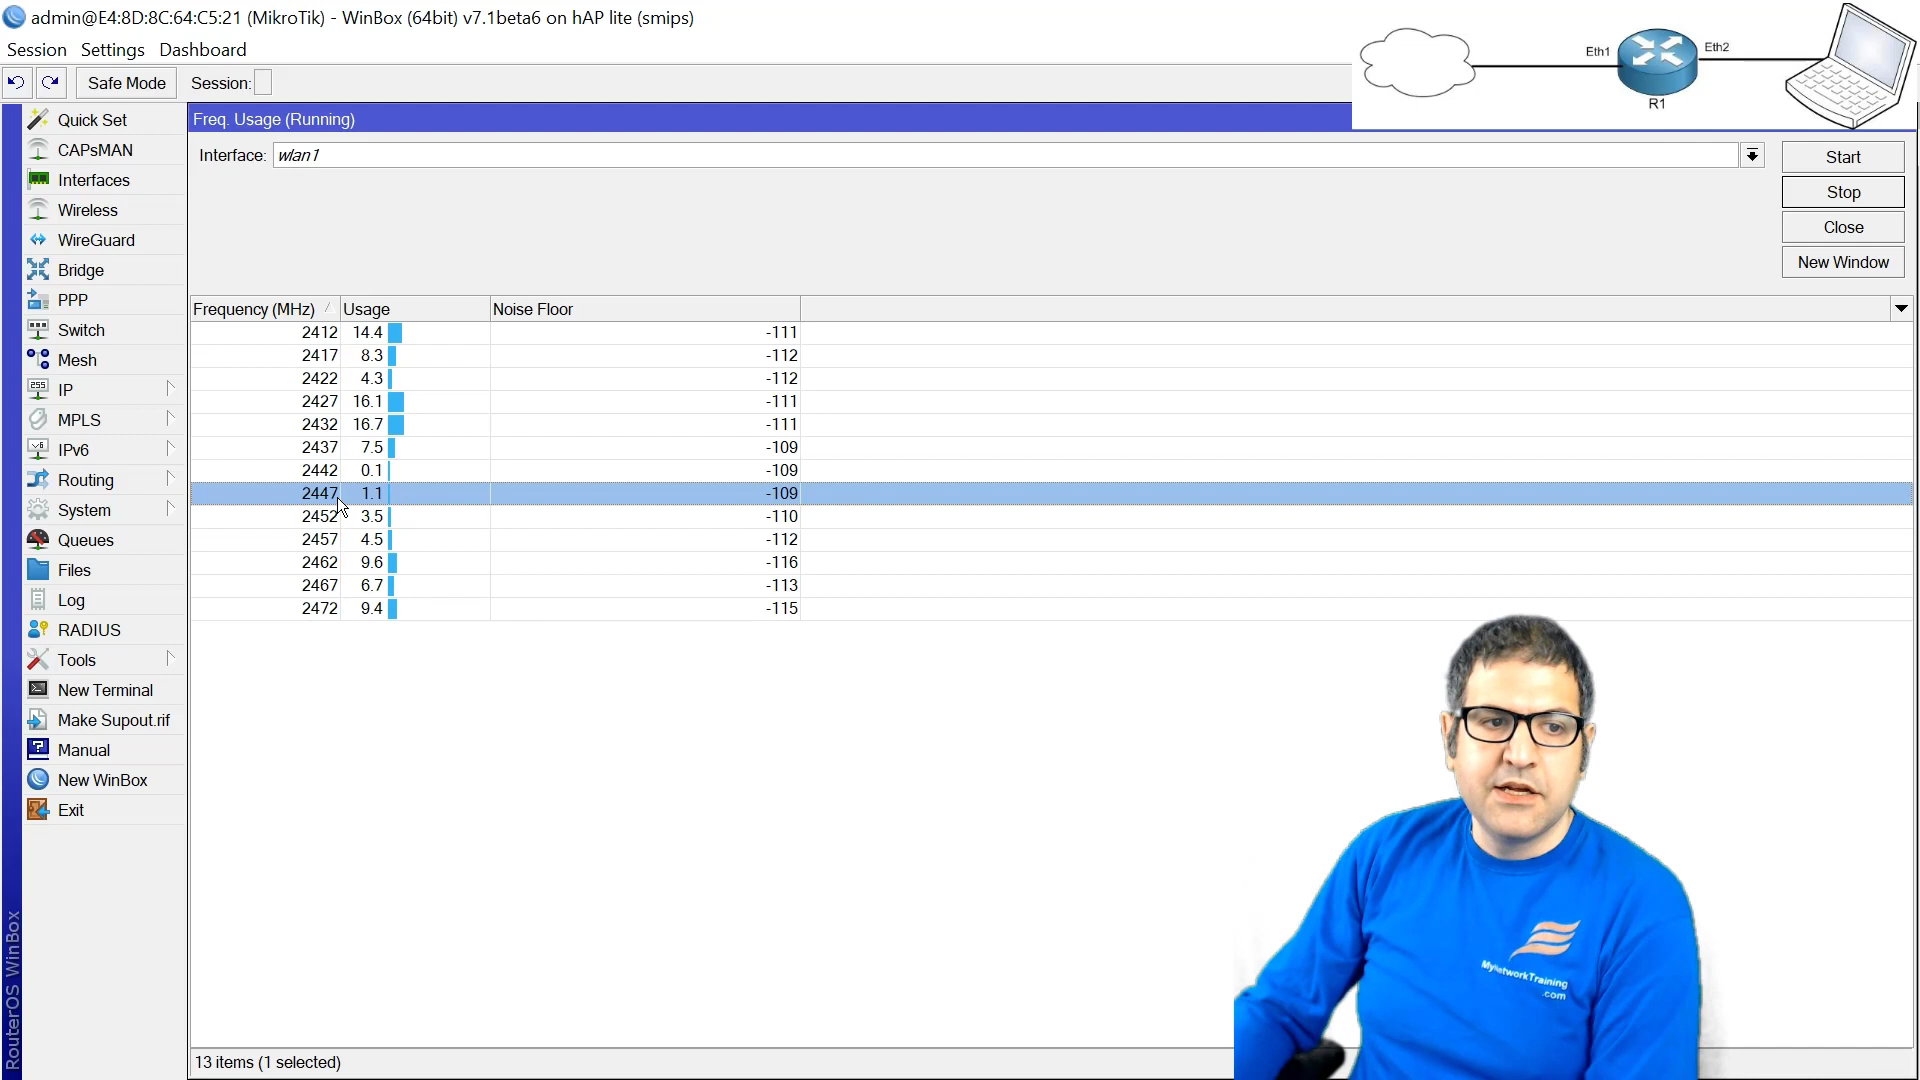 admin@E4:8D:8C:64:C5:21 (MikroTik) - WinBox (64bit) v7.1beta6 on hAP lite (smips)
Session Settings Dashboard
Safe Mode Session:
Eth1 Eth2
R1
Quick Set
CAPsMAN
Interfaces
Wireless
WireGuard
Bridge
PPP
Switch
Mesh
IP
MPLS
IPv6
Routing
System
Queues
Files
Log
RADIUS
Tools
New Terminal
Make Supout.rif
Manual
New WinBox
Exit
RouterOS WinBox
Freq. Usage (Running)
Interface: wlan1
Start
Stop
Close
New Window
Frequency (MHz) Usage Noise Floor
2412 14.4 -111
2417 8.3 -112
2422 4.3 -112
2427 16.1 -111
2432 16.7 -111
2437 7.5 -109
2442 0.1 -109
2447 1.1 -109
2452 3.5 -110
2457 4.5 -112
2462 9.6 -116
2467 6.7 -113
2472 9.4 -115
13 items (1 selected)
MyNetworkTraining
.com